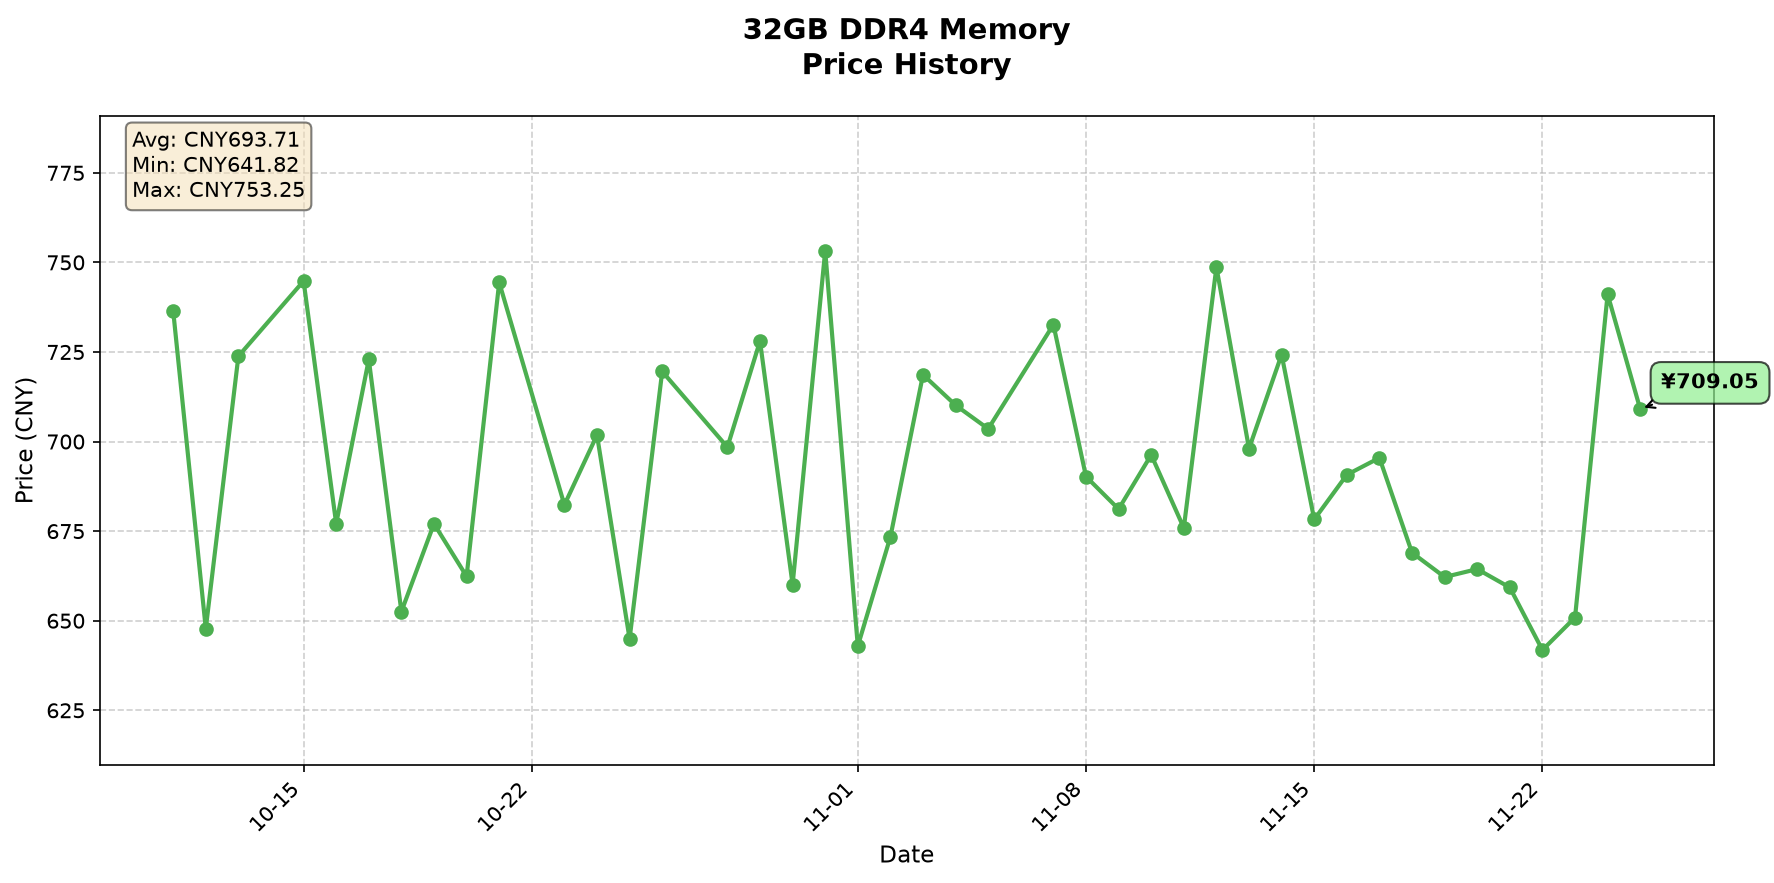 32GB DDR4 Memory
Price History
Avg: CNY693.71
Min: CNY641.82
Max: CNY753.25
775
750
725
700
675
650
625
Price (CNY)
¥709.05
10-15
10-22
11-01
11-08
11-15
11-22
Date